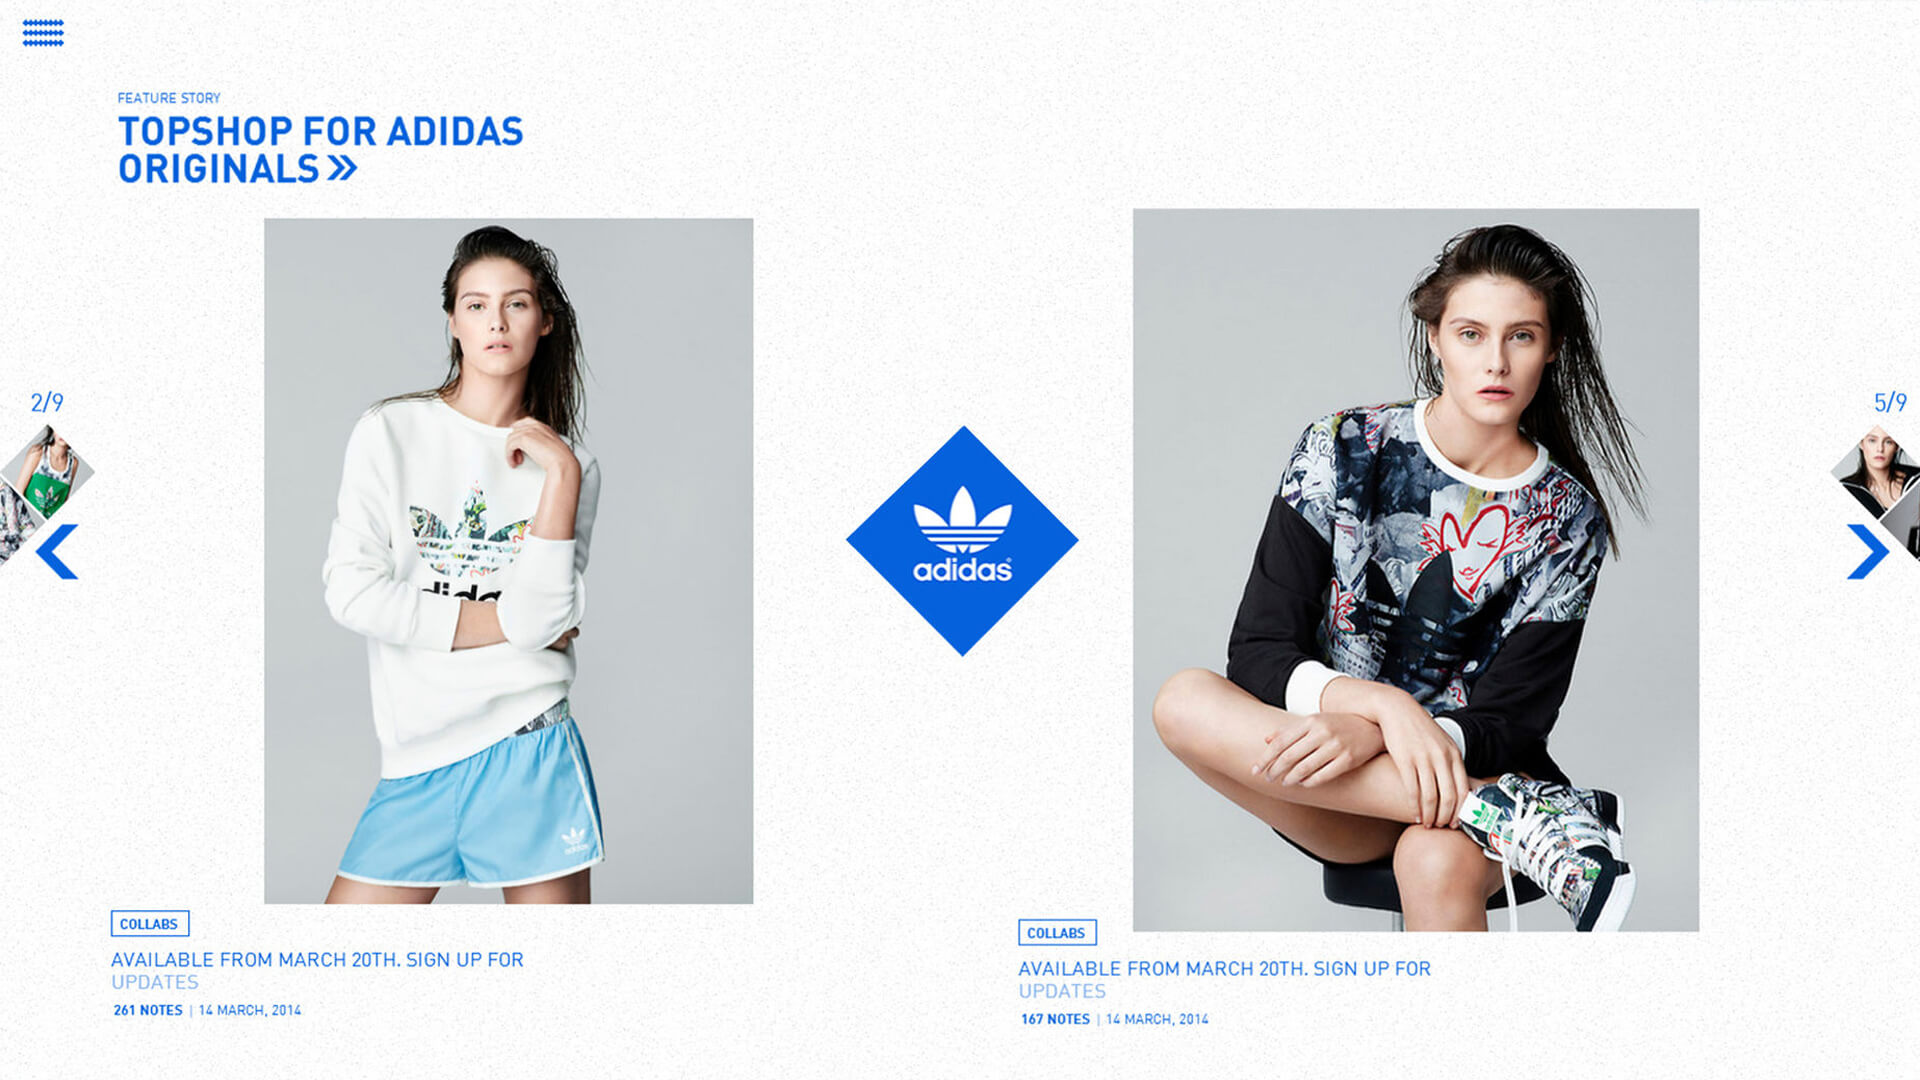 FEATURE STORY
TOPSHOP FOR ADIDAS
ORIGINALS
2/9
5/9
adidas
adidas
COLLABS
AVAILABLE FROM MARCH 20TH. SIGN UP FOR
UPDATES
261 NOTES | 14 MARCH, 2014
COLLABS
AVAILABLE FROM MARCH 20TH. SIGN UP FOR
UPDATES
167 NOTES | 14 MARCH, 2014